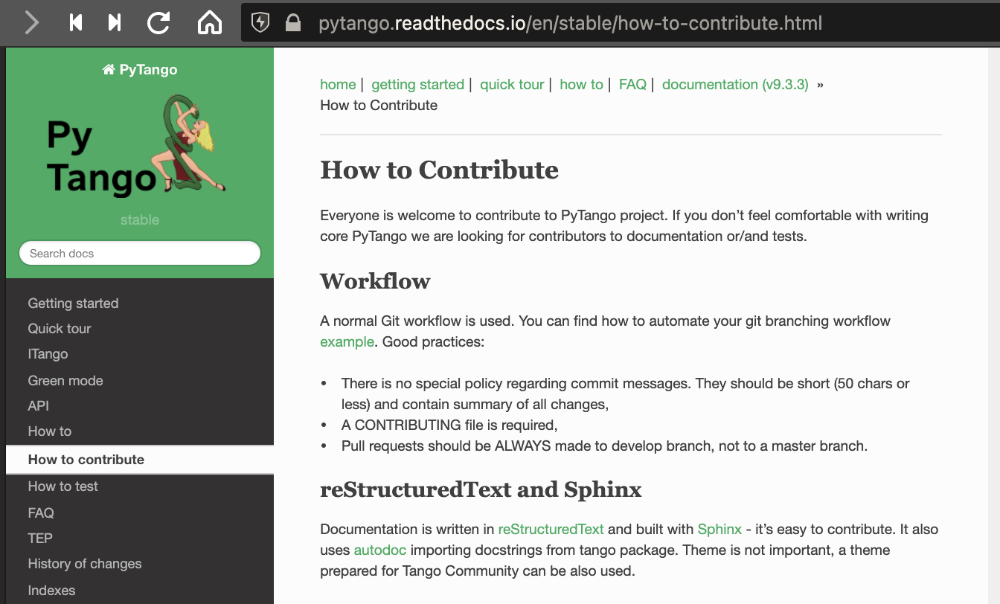 pytango.readthedocs.io/en/stable/how-to-contribute.html
PyTango
Py
Tango
stable
Search docs
Getting started
Quick tour
ITango
Green mode
API
How to
How to contribute
How to test
FAQ
TEP
History of changes
Indexes
home | getting started | quick tour | how to | FAQ | documentation (v9.3.3) »
How to Contribute
How to Contribute
Everyone is welcome to contribute to PyTango project. If you don’t feel comfortable with writing
core PyTango we are looking for contributors to documentation or/and tests.
Workflow
A normal Git workflow is used. You can find how to automate your git branching workflow
example. Good practices:
• There is no special policy regarding commit messages. They should be short (50 chars or
less) and contain summary of all changes,
• A CONTRIBUTING file is required,
• Pull requests should be ALWAYS made to develop branch, not to a master branch.
reStructuredText and Sphinx
Documentation is written in reStructuredText and built with Sphinx - it’s easy to contribute. It also
uses autodoc importing docstrings from tango package. Theme is not important, a theme
prepared for Tango Community can be also used.